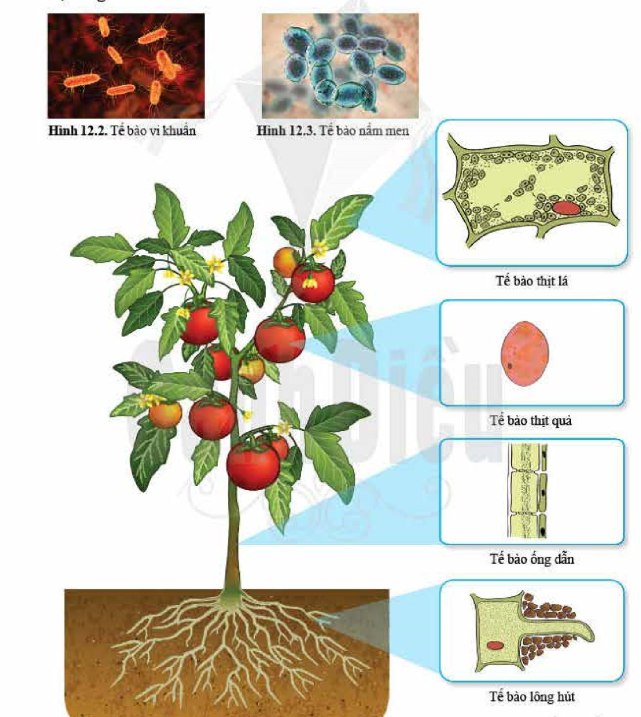 Hình 12.2. Tế bào vi khuẩn
Hình 12.3. Tế bào nấm men
Tế bào thịt lá
Tế bào thịt quả
Tế bào ống dẫn
Tế bào lông hút